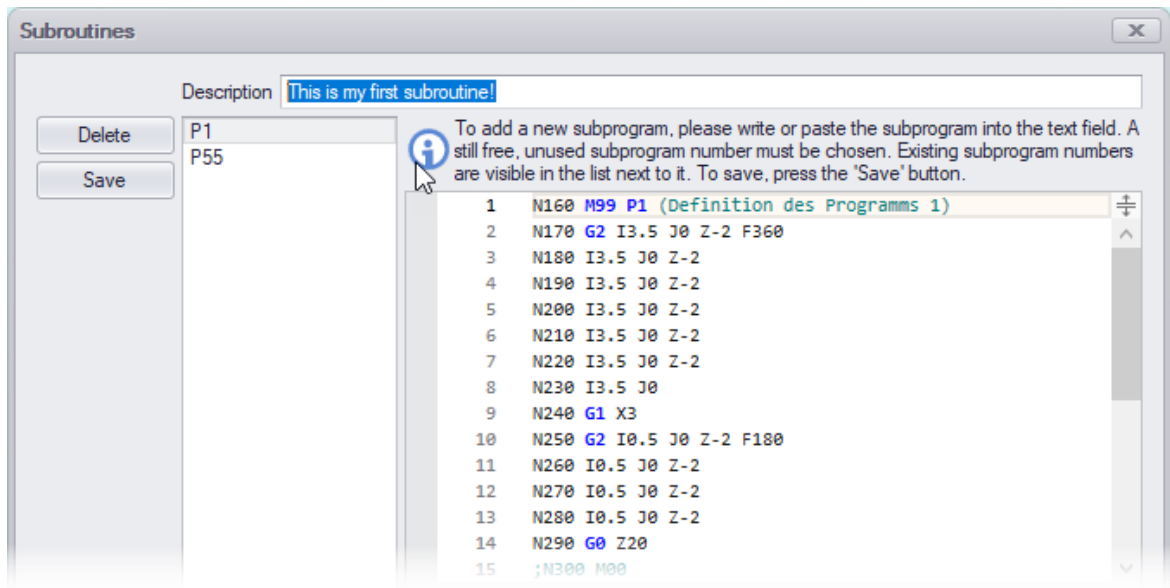 Subroutines
Description This is my first subroutine!
Delete
Save
P1
P55
To add a new subprogram, please write or paste the subprogram into the text field. A
still free, unused subprogram number must be chosen. Existing subprogram numbers
are visible in the list next to it. To save, press the 'Save' button.
1 N160 M99 P1 (Definition des Programms 1)
2 N170 G2 I3.5 J0 Z-2 F360
3 N180 I3.5 J0 Z-2
4 N190 I3.5 J0 Z-2
5 N200 I3.5 J0 Z-2
6 N210 I3.5 J0 Z-2
7 N220 I3.5 J0 Z-2
8 N230 I3.5 J0
9 N240 G1 X3
10 N250 G2 I0.5 J0 Z-2 F180
11 N260 I0.5 J0 Z-2
12 N270 I0.5 J0 Z-2
13 N280 I0.5 J0 Z-2
14 N290 G0 Z20
15 ;N300 M00